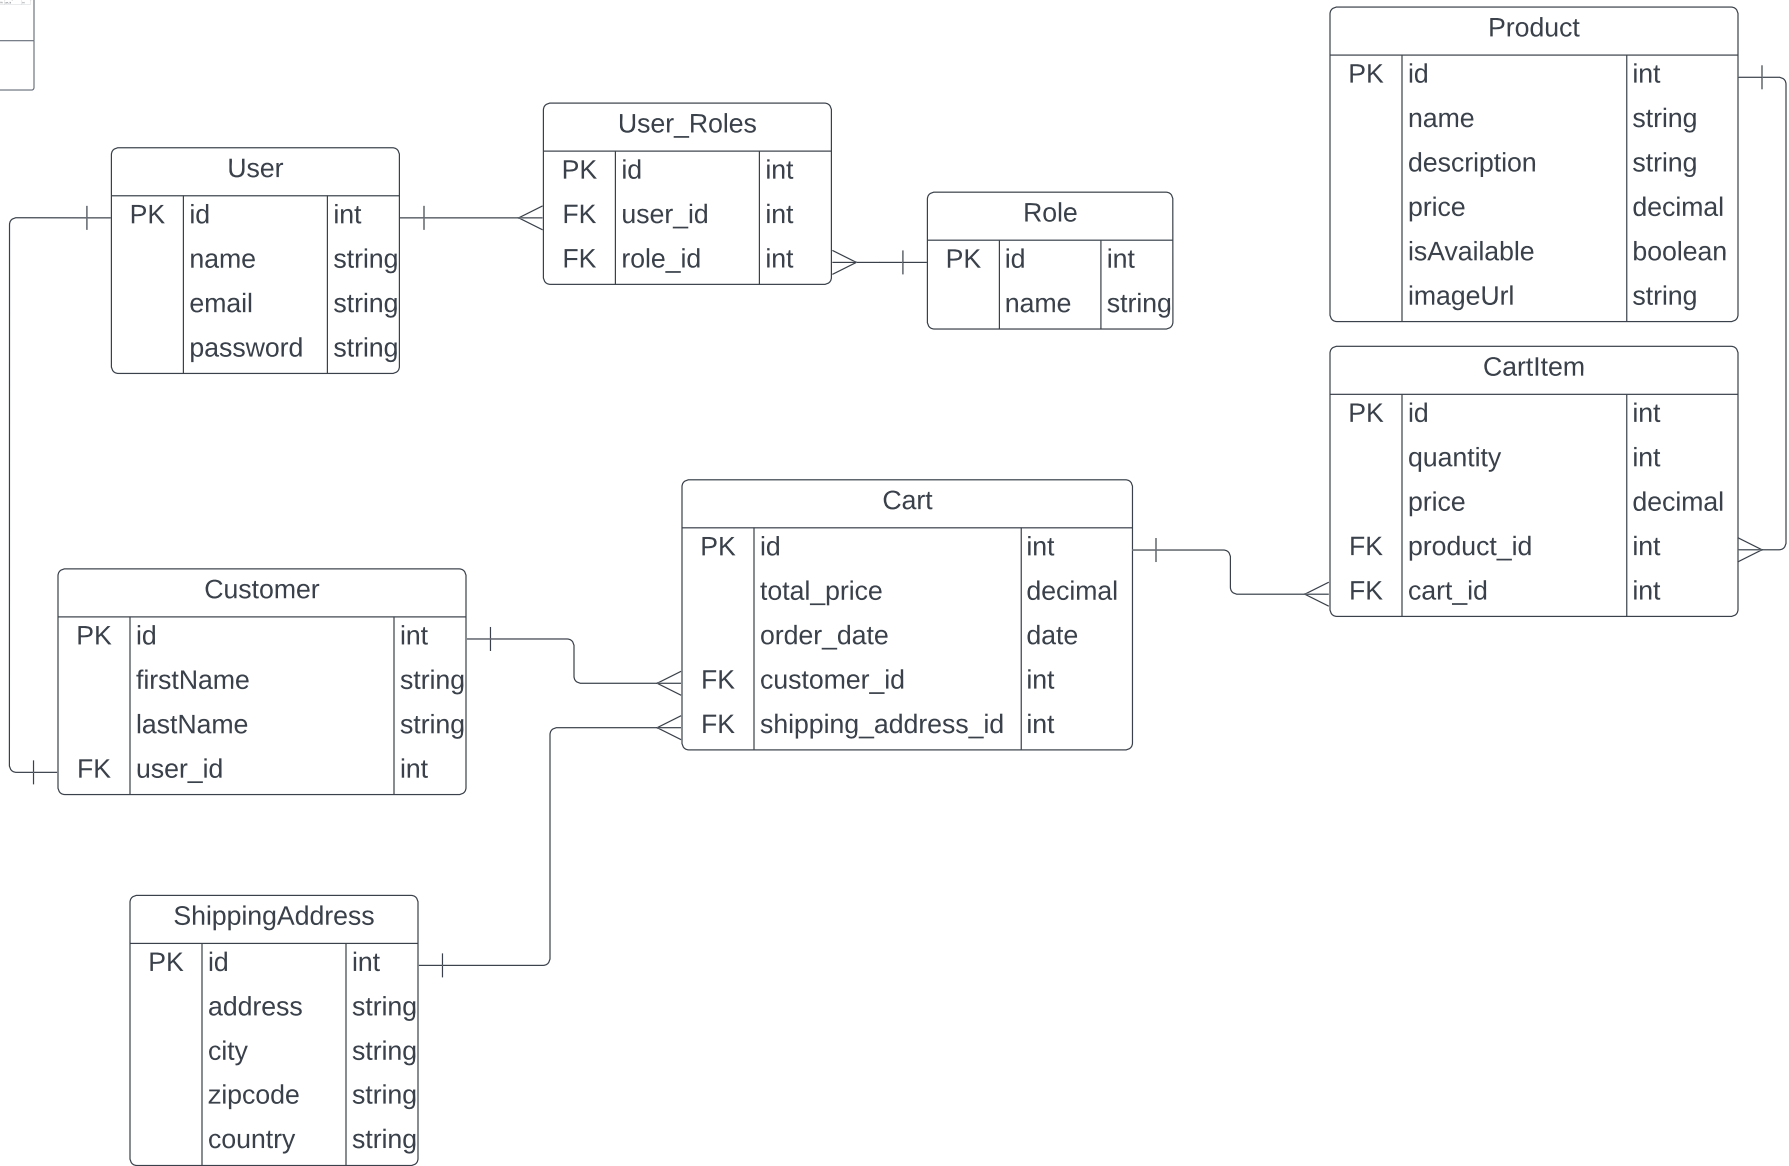 User
PK id int
name string
email string
password string
User_Roles
PK id int
FK user_id int
FK role_id int
Role
PK id int
name string
Product
PK id int
name string
description string
price decimal
isAvailable boolean
imageUrl string
CartItem
PK id int
quantity int
price decimal
FK product_id int
FK cart_id int
Cart
PK id int
total_price decimal
order_date date
FK customer_id int
FK shipping_address_id int
Customer
PK id int
firstName string
lastName string
FK user_id int
ShippingAddress
PK id int
address string
city string
zipcode string
country string